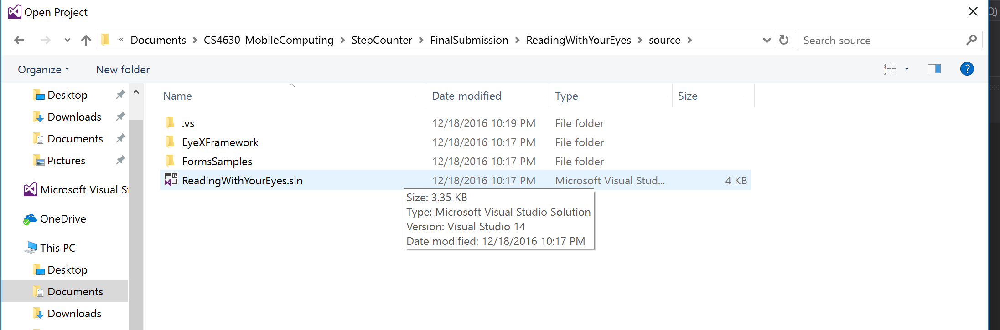 Open Project
« Documents > CS4630_MobileComputing > StepCounter > FinalSubmission > ReadingWithYourEyes > source >
Search source
Organize
New folder
?
Desktop
Downloads
Documents
Pictures
Microsoft Visual St
OneDrive
This PC
Desktop
Documents
Downloads
Name Date modified Type Size
.vs 12/18/2016 10:19 PM File folder
EyeXFramework 12/18/2016 10:17 PM File folder
FormsSamples 12/18/2016 10:17 PM File folder
14
ReadingWithYourEyes.sln 12/18/2016 10:17 PM Microsoft Visual Stud... 4 KB
Size: 3.35 KB
Type: Microsoft Visual Studio Solution
Version: Visual Studio 14
Date modified: 12/18/2016 10:17 PM
Q)